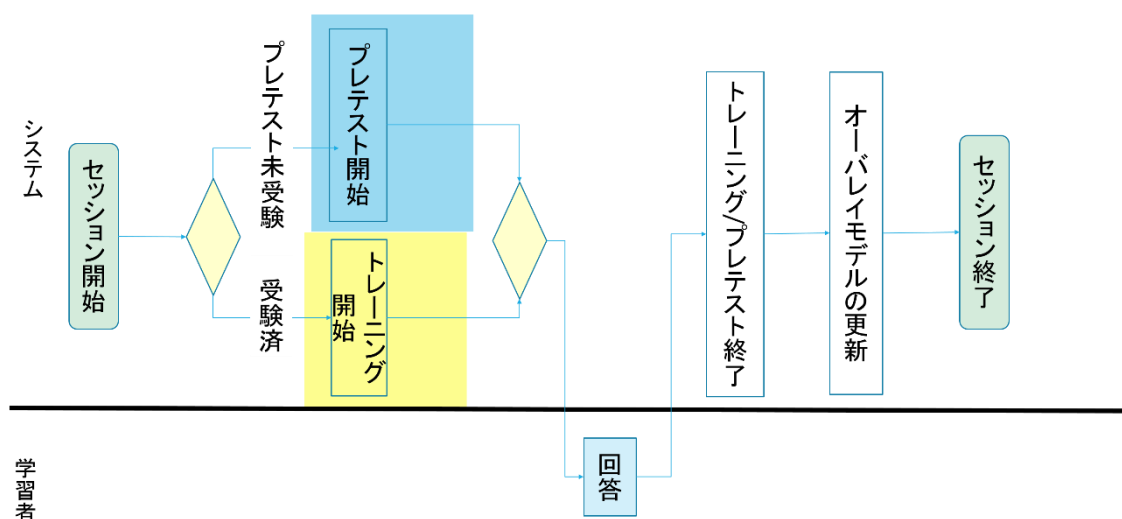 システム
セッション開始
プレテスト未受験
受験済
プレテスト開始
トレーニング
開始
トレーニング/プレテスト終了
オーバレイモデルの更新
セッション終了
学習者
回答